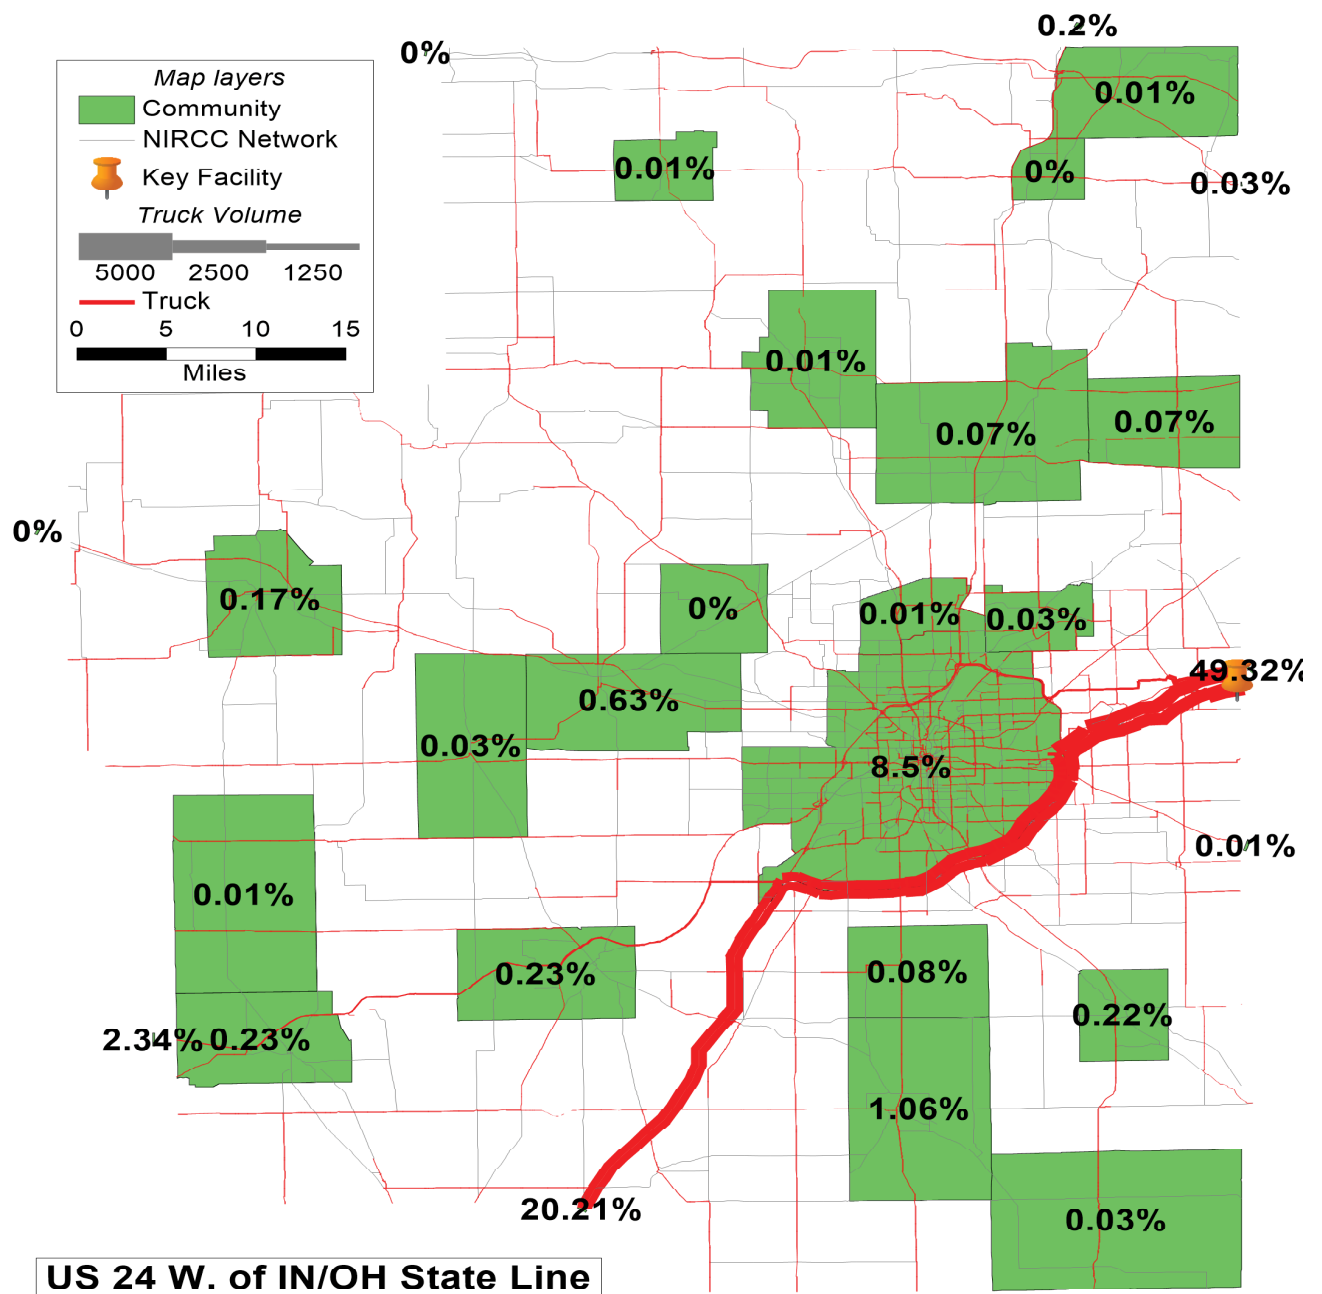 0.2%
0%
Map layers
Community
NIRCC Network
Key Facility
Truck Volume
5000 2500 1250
Truck
0 5 10 15
Miles
0.01%
0.01%
0%
0.03%
0.01%
0.07%
0.07%
0%
0.17%
0%
0.01%
0.03%
49.32%
0.63%
0.03%
8.5%
0.01%
0.01%
0.23%
0.08%
0.22%
2.34% 0.23%
1.06%
20.21%
0.03%
US 24 W. of IN/OH State Line